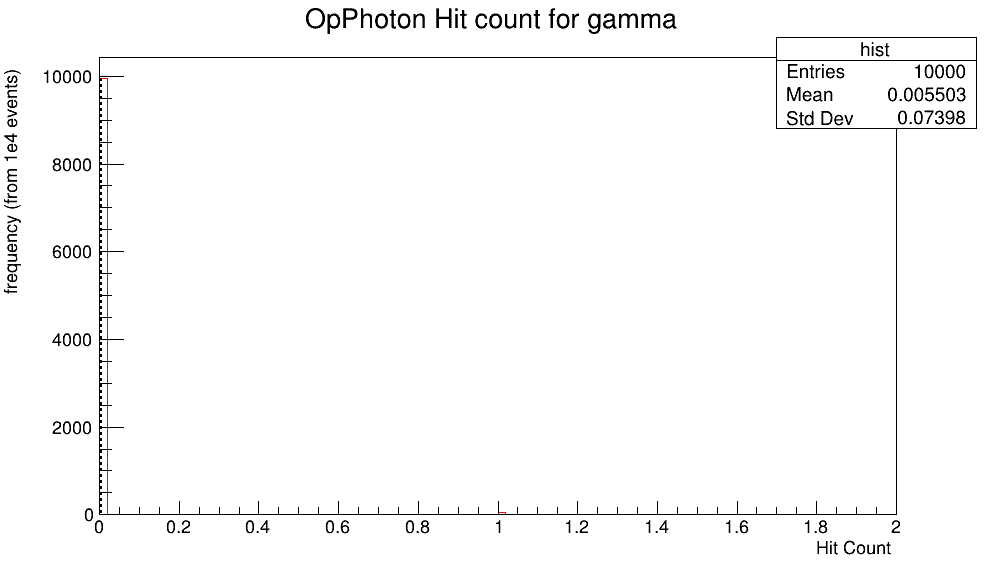 OpPhoton Hit count for gamma
hist
Entries 10000
Mean 0.005503
Std Dev 0.07398
frequency (from 1e4 events)
10000
8000
6000
4000
2000
0
0 0.2 0.4 0.6 0.8 1 1.2 1.4 1.6 1.8 2
Hit Count